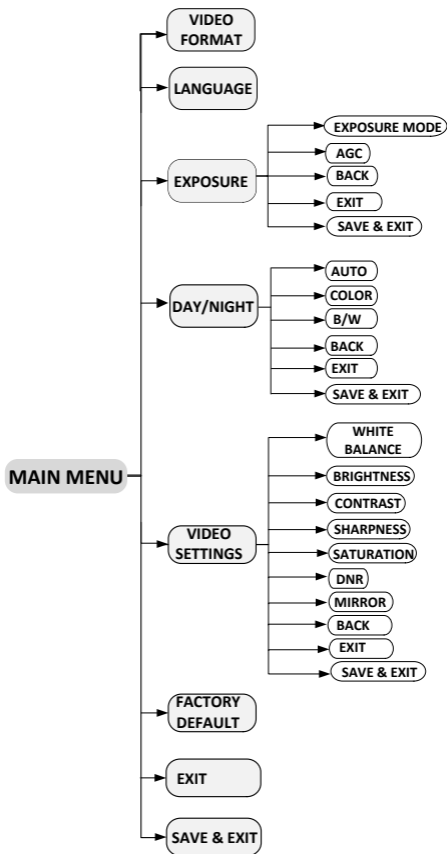 VIDEO
FORMAT
LANGUAGE
EXPOSURE
EXPOSURE MODE
AGC
BACK
EXIT
SAVE & EXIT
DAY/NIGHT
AUTO
COLOR
B/W
BACK
EXIT
SAVE & EXIT
MAIN MENU
VIDEO
SETTINGS
WHITE
BALANCE
BRIGHTNESS
CONTRAST
SHARPNESS
SATURATION
DNR
MIRROR
BACK
EXIT
SAVE & EXIT
FACTORY
DEFAULT
EXIT
SAVE & EXIT